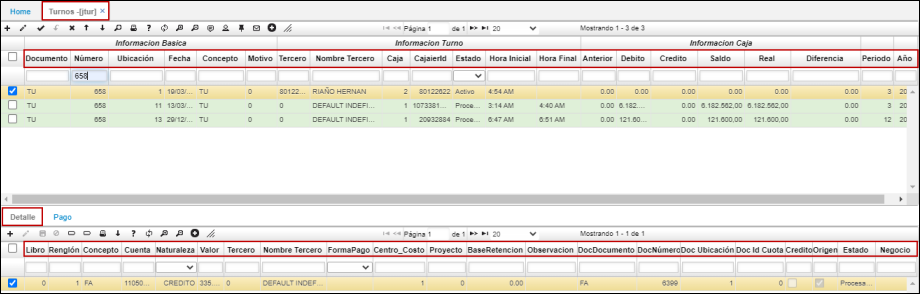 Home Turnos -[jtur] ×
Página 1 de 1 20 Mostrando 1 - 3 de 3
Informacion Basica Informacion Turno Informacion Caja
Documento Número Ubicación Fecha Concepto Motivo Tercero Nombre Tercero Caja CajaierId Estado Hora Inicial Hora Final Anterior Debito Credito Saldo Real Diferencia Periodo Año
658
TU 658 1 19/03/... TU 0 80122... RIAÑO HERNAN 2 80122622 Activo 4:54 AM 0.00 0.00 0.00 0.00 0.00 0.00 3 20
TU 658 11 13/03/... TU 0 DEFAULT INDEFI... 1 1073381... Proce... 3:14 AM 4:40 AM 0.00 6.182.... 0.00 6.182.562,00 6.182.562,00 0.00 3 20
TU 658 13 29/12/... TU 0 DEFAULT INDEFI... 1 20932884 Proce... 6:47 AM 6:51 AM 0.00 121.60... 0.00 121.600,00 121.600,00 0.00 12 20
Detalle Pago
Página 1 de 1 20 Mostrando 1 - 1 de 1
Libro Renglón Concepto Cuenta Naturaleza Valor Tercero Nombre Tercero FormaPago Centro_Costo Proyecto BaseRetencion Observacion DocDocumento DocNúmero Doc Ubicación Doc Id Cuota Credito Origen Estado Negocio
0 1 FA 11050... CREDITO 335.... 0 DEFAULT INDEF... 1 0 0.00 FA 6399 1 0 Procesa...